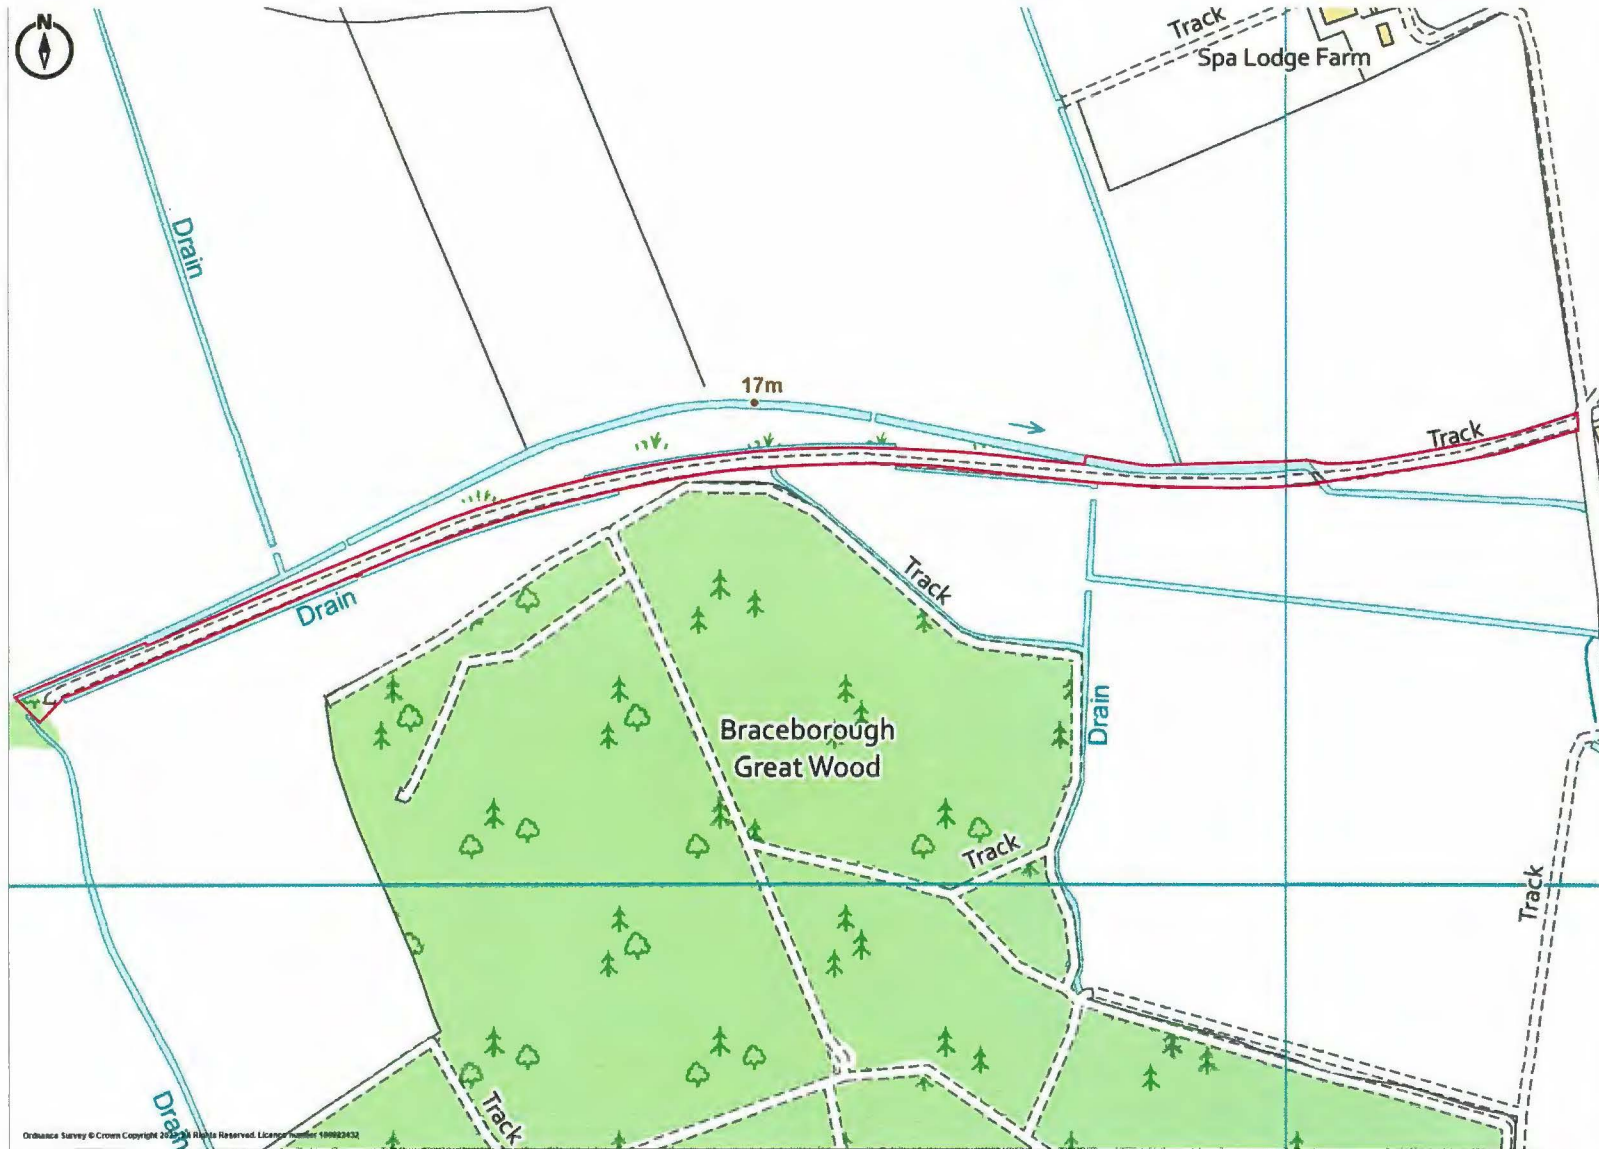 N
Track
Spa Lodge Farm
Drain
17m
Track
Drain
Track
Drain
Braceborough
Great Wood
Track
Track
Drain
Track
Ordnance Survey © Crown Copyright All Rights Reserved. Licence number